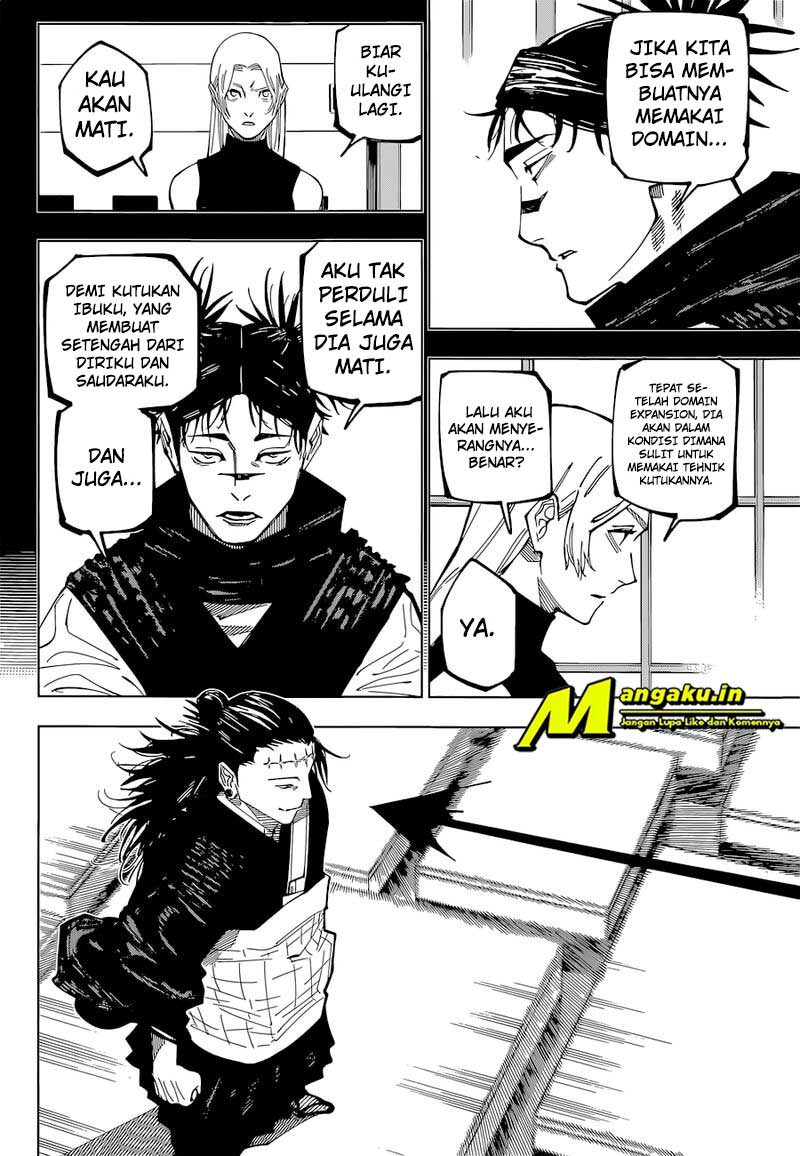 JIKA KITA
BISA MEM-
BUATNYA
MEMAKAI
DOMAIN...
BIAR
KU-
ULANGI
LAGI.
KAU
AKAN
MATI.
AKU TAK
PERDULI
SELAMA
DIA JUGA
MATI.
DEMI KUTUKAN
IBUKU, YANG
MEMBUAT
SETENGAH DARI
DIRIKU DAN
SAUDARAKU.
DAN
JUGA...
TEPAT SE-
TELAH DOMAIN
EXPANSION, DIA
AKAN DALAM
KONDISI DIMANA
SULIT UNTUK
MEMAKAI TEHNIK
KUTUKANNYA.
LALU AKU
AKAN MENYE-
RANGNYA...
BENAR?
YA.
Mangaku.in
Jangan Lupa Like dan Komennya